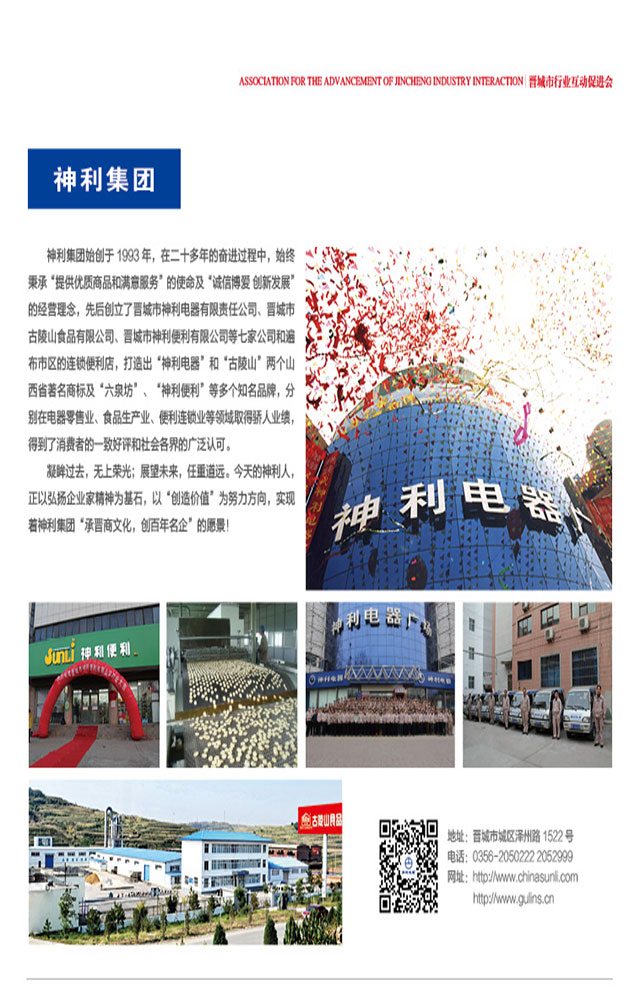 ASSOCIATION FOR THE ADVANCEMENT OF JINCHENG INDUSTRY INTERACTION | 晋城市行业互动促进会
神利集团
神利集团始创于 1993 年，在二十多年的奋进过程中，始终
秉承“提供优质商品和满意服务”的使命及“诚信博爱 创新发展”
的经营理念，先后创立了晋城市神利电器有限责任公司、晋城市
古陵山食品有限公司、晋城市神利便利有限公司等七家公司和遍
布市区的连锁便利店，打造出“神利电器”和“古陵山”两个山
西省著名商标及“六泉坊”、“神利便利”等多个知名品牌，分
别在电器零售业、食品生产业、便利连锁业等领域取得骄人业绩，
得到了消费者的一致好评和社会各界的广泛认可。
凝眸过去，无上荣光；展望未来，任重道远。今天的神利人，
正以弘扬企业家精神为基石，以“创造价值”为努力方向，实现
着神利集团“承晋商文化，创百年名企”的愿景！
神利电器广
SUNLI 神利便利
神利电器广场
神利电器 神利电器
古陵山食品
地址：晋城市城区泽州路 1522 号
电话：0356-2050222 2052999
网址：http://www.chinasunli.com
http://www.gulins.cn